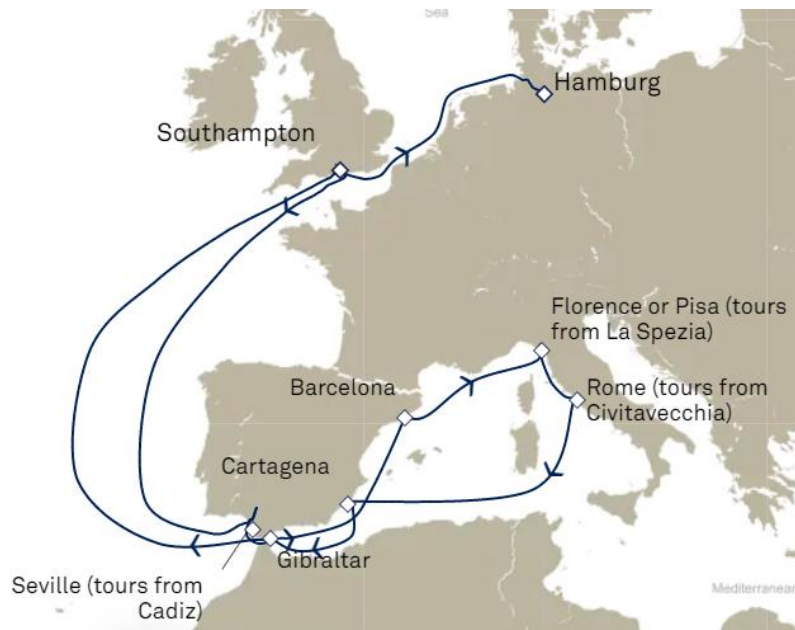 Sea
Hamburg
Southampton
Florence or Pisa (tours
from La Spezia)
Barcelona
Rome (tours from
Civitavecchia)
Cartagena
Gibraltar
Seville (tours from
Cadiz)
Mediterranean